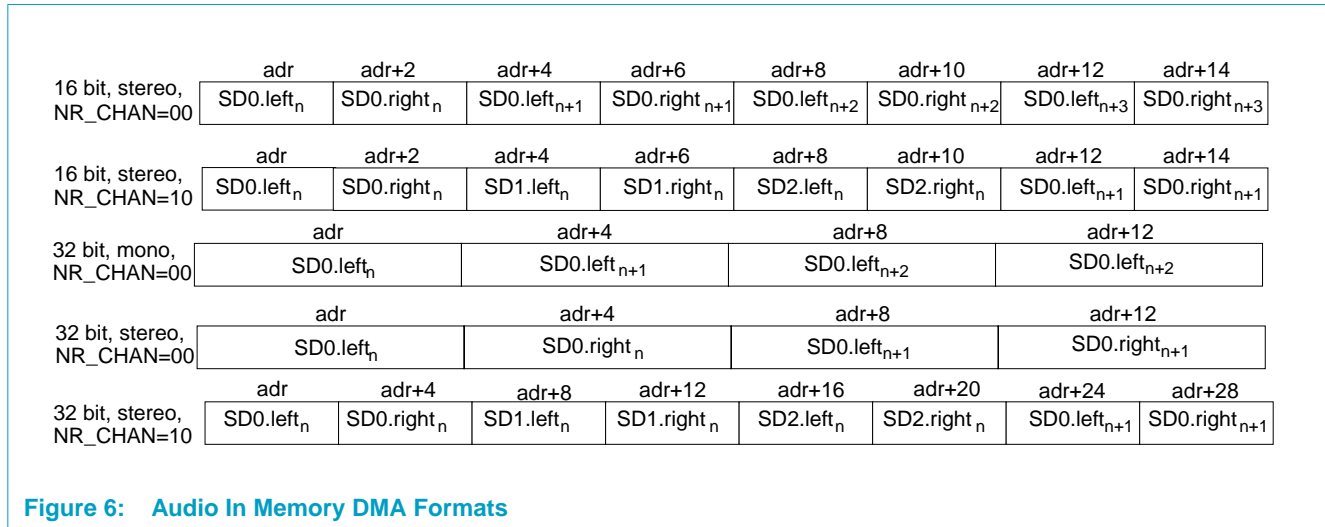 adr adr+2 adr+4 adr+6 adr+8 adr+10 adr+12 adr+14
16 bit, stereo,
NR_CHAN=00
SD0.leftn SD0.rightn SD0.leftn+1 SD0.rightn+1 SD0.leftn+2 SD0.rightn+2 SD0.leftn+3 SD0.rightn+3
adr adr+2 adr+4 adr+6 adr+8 adr+10 adr+12 adr+14
16 bit, stereo,
NR_CHAN=10
SD0.leftn SD0.rightn SD1.leftn SD1.rightn SD2.leftn SD2.rightn SD0.leftn+1 SD0.rightn+1
adr adr+4 adr+8 adr+12
32 bit, mono,
NR_CHAN=00
SD0.leftn SD0.leftn+1 SD0.leftn+2 SD0.leftn+2
adr adr+4 adr+8 adr+12
32 bit, stereo,
NR_CHAN=00
SD0.leftn SD0.rightn SD0.leftn+1 SD0.rightn+1
adr adr+4 adr+8 adr+12 adr+16 adr+20 adr+24 adr+28
32 bit, stereo,
NR_CHAN=10
SD0.leftn SD0.rightn SD1.leftn SD1.rightn SD2.leftn SD2.rightn SD0.leftn+1 SD0.rightn+1
Figure 6: Audio In Memory DMA Formats